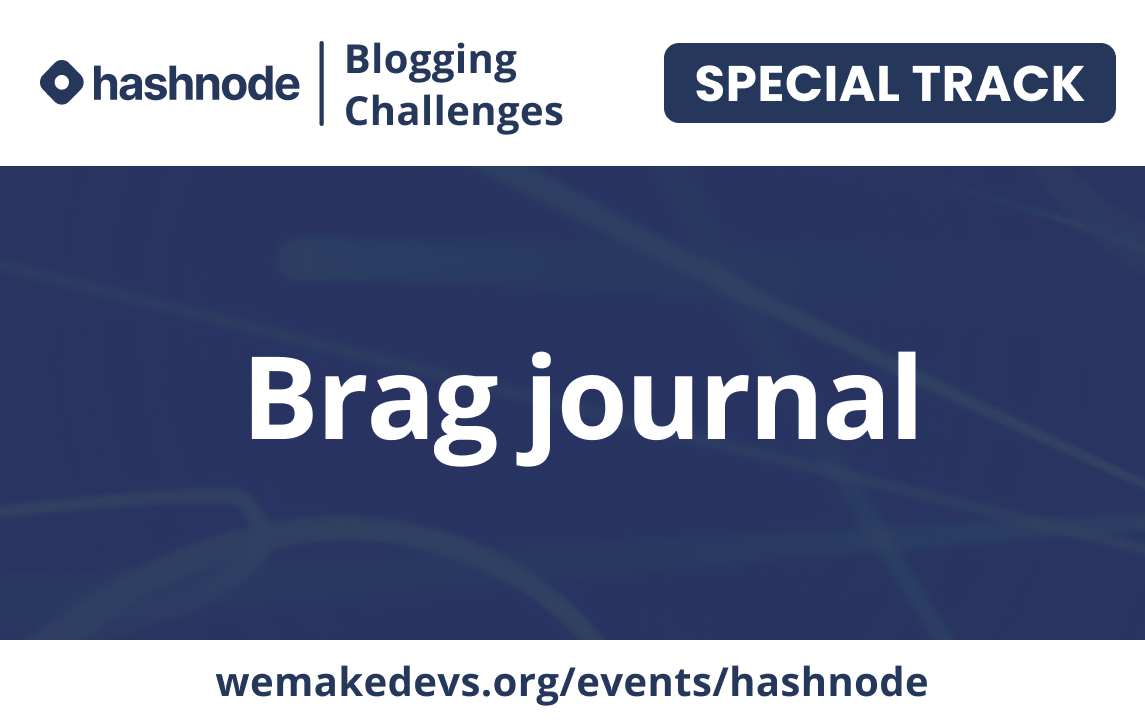 hashnode
Blogging
Challenges
SPECIAL TRACK
Brag journal
wemakedevs.org/events/hashnode